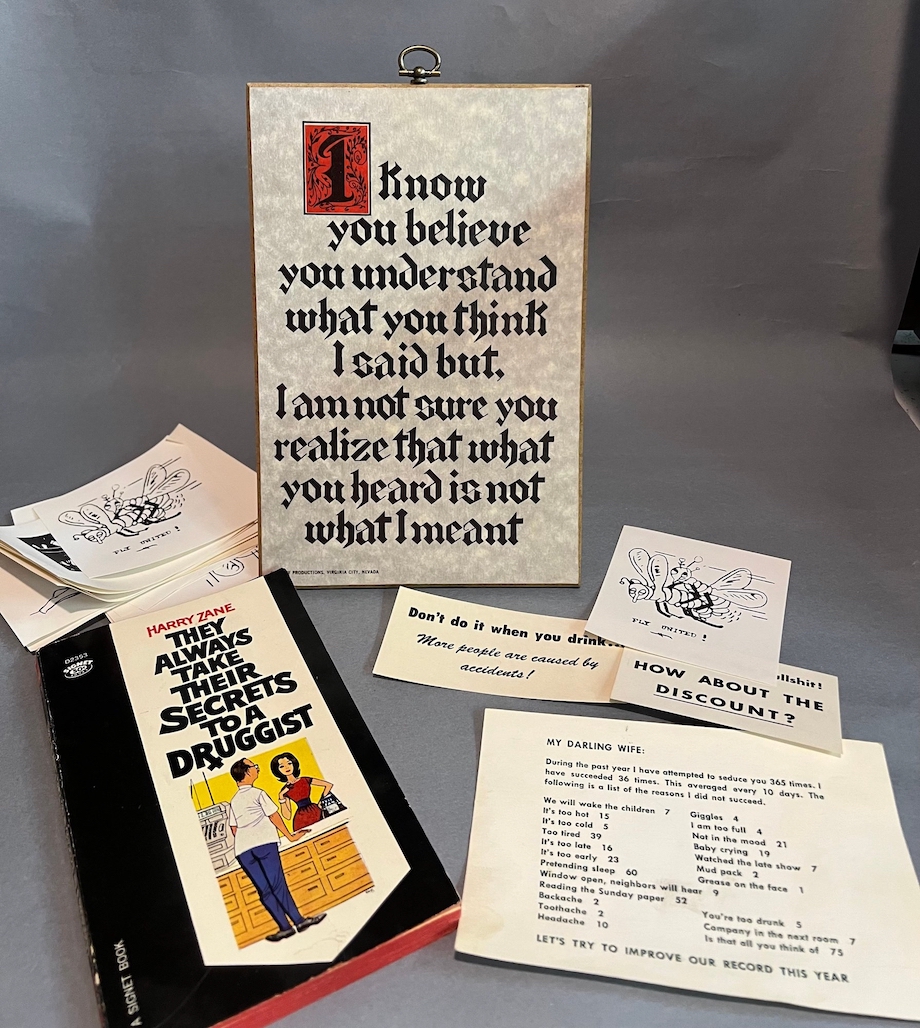 I Know
you believe
you understand
what you think
I said but,
I am not sure you
realize that what
you heard is not
what I meant
PRODUCTIONS, VIRGINIA CITY, NEVADA
FLY UNITED!
D2353
SIGNET
HARRY ZANE
THEY
ALWAYS
TAKE
THEIR
SECRETS
TO A
DRUGGIST
A SIGNET BOOK
Don't do it when you drink...
More people are caused by
accidents!
FLY UNITED!
llshit!
HOW ABOUT THE
DISCOUNT?
MY DARLING WIFE:
During the past year I have attempted to seduce you 365 times. I
have succeeded 36 times. This averaged every 10 days. The
following is a list of the reasons I did not succeed.
We will wake the children 7
It's too hot 15
It's too cold 5
Too tired 39
It's too late 16
It's too early 23
Pretending sleep 60
Window open, neighbors will hear 9
Reading the Sunday paper 52
Backache 2
Toothache 2
Headache 10
Giggles 4
I am too full 4
Not in the mood 21
Baby crying 19
Watched the late show 7
Mud pack 2
Grease on the face 1
You're too drunk 5
Company in the next room 7
Is that all you think of 75
LET'S TRY TO IMPROVE OUR RECORD THIS YEAR